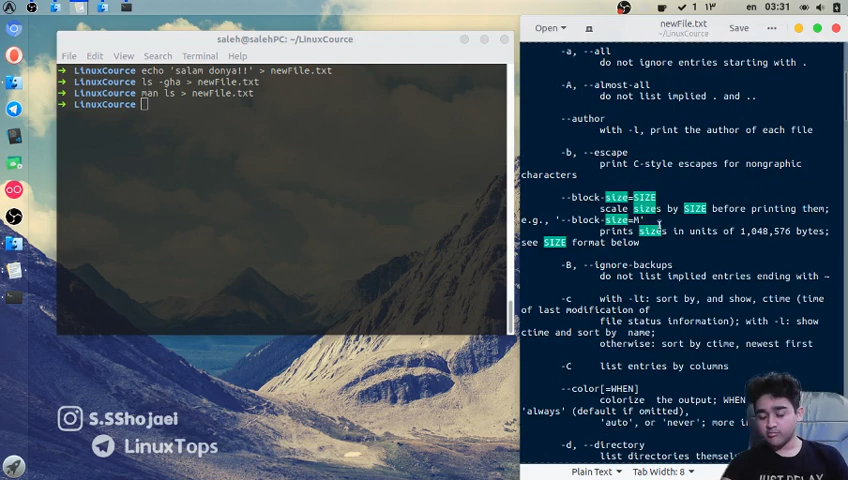 en 03:31
1 ۱۳
saleh@salehPC: ~/LinuxCource
File Edit View Search Terminal Help
➜ LinuxCource echo 'salam donya!!' > newFile.txt
➜ LinuxCource ls -gha > newFile.txt
➜ LinuxCource man ls > newFile.txt
➜ LinuxCource
Open newFile.txt Save
-a, --all
do not ignore entries starting with .
-A, --almost-all
do not list implied . and ..
--author
with -l, print the author of each file
-b, --escape
print C-style escapes for nongraphic
characters
--block-size=SIZE
scale sizes by SIZE before printing them;
e.g., '--block-size=M'
prints sizes in units of 1,048,576 bytes;
see SIZE format below
-B, --ignore-backups
do not list implied entries ending with ~
-c with -lt: sort by, and show, ctime (time
of last modification of
file status information); with -l: show
ctime and sort by name;
otherwise: sort by ctime, newest first
-C list entries by columns
--color[=WHEN]
colorize the output; WHEN
'always' (default if omitted),
'auto', or 'never'; more
-d, --directory
list directories themselves
Plain Text Tab Width: 8
S.SShojaei
LinuxTops
JUST RELAX